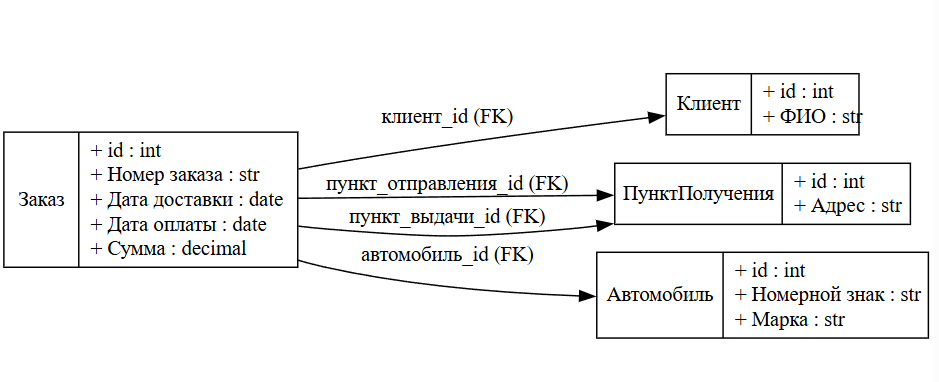 Заказ
+ id : int
+ Номер заказа : str
+ Дата доставки : date
+ Дата оплаты : date
+ Сумма : decimal
клиент_id (FK)
пункт_отправления_id (FK)
пункт_выдачи_id (FK)
автомобиль_id (FK)
Клиент
+ id : int
+ ФИО : str
ПунктПолучения
+ id : int
+ Адрес : str
Автомобиль
+ id : int
+ Номерной знак : str
+ Марка : str